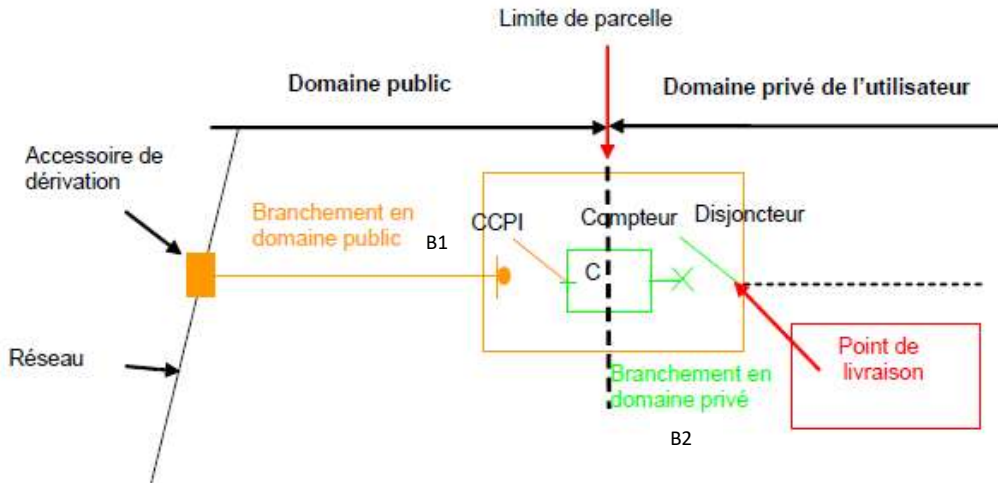 Limite de parcelle
Domaine public
Domaine privé de l'utilisateur
Accessoire de
dérivation
Branchement en
domaine public
B1
CCPI
Compteur
Disjoncteur
C
Réseau
Point de
livraison
Branchement en
domaine privé
B2